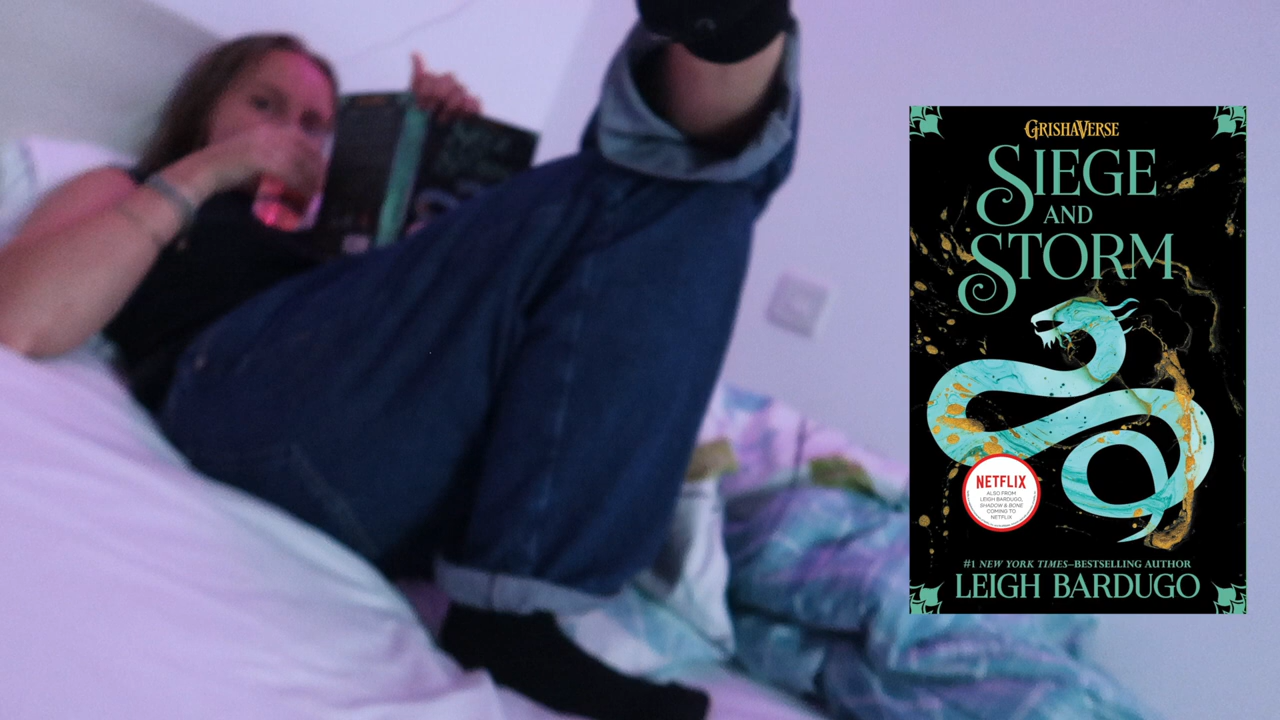 GRISHAVERSE
SIEGE
AND
STORM
NETFLIX
ALSO FROM
LEIGH BARDUGO,
SHADOW & BONE
COMING TO
NETFLIX
#1 NEW YORK TIMES–BESTSELLING AUTHOR
LEIGH BARDUGO